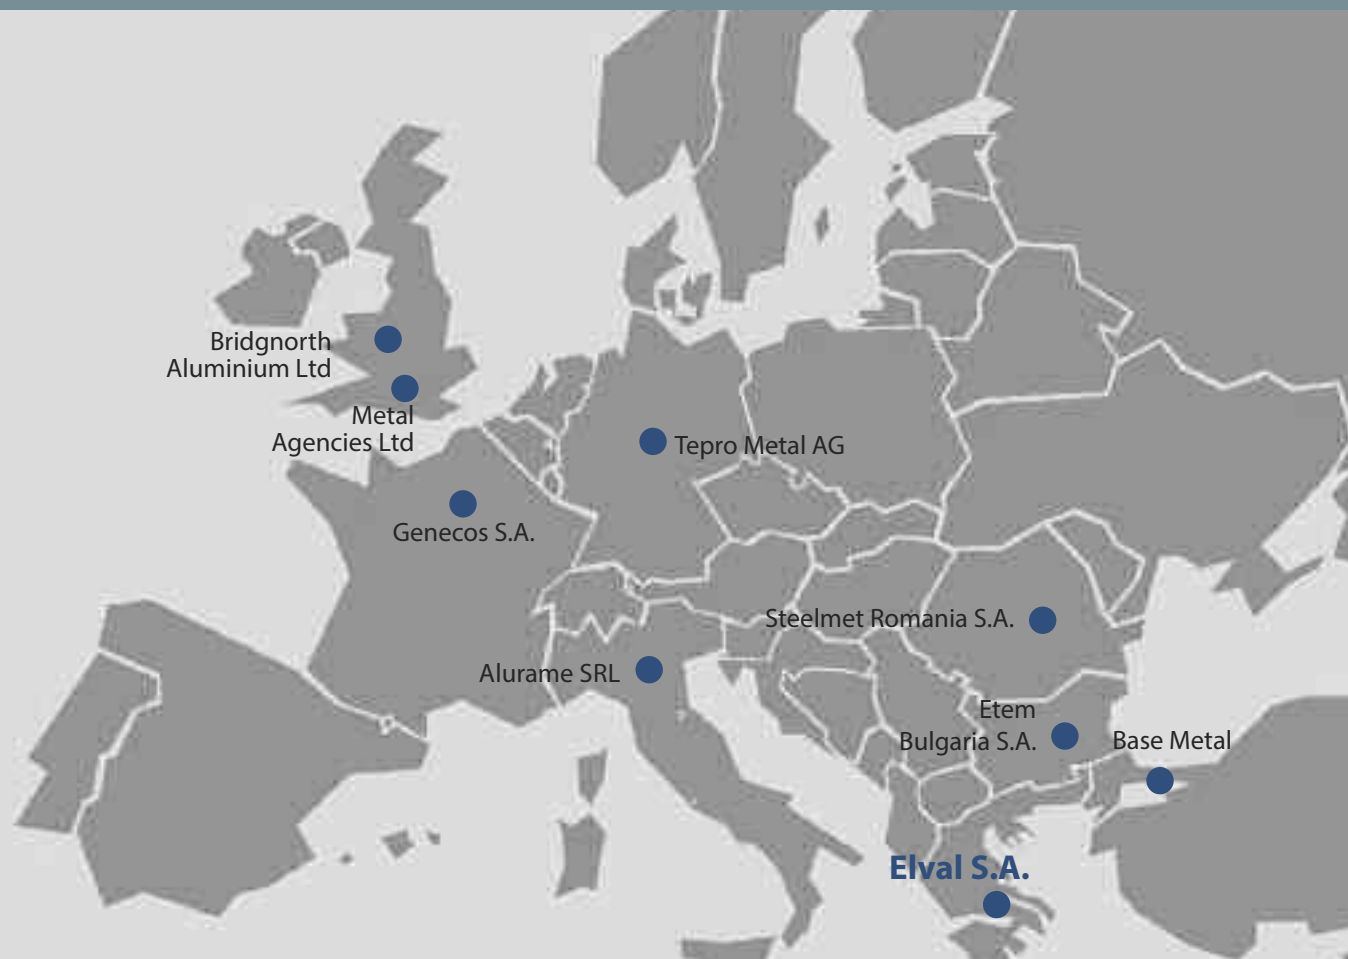 Bridgnorth
Aluminium Ltd
Metal
Agencies Ltd
Tepro Metal AG
Genecos S.A.
Steelmet Romania S.A.
Alurame SRL
Etem
Bulgaria S.A.
Base Metal
Elval S.A.